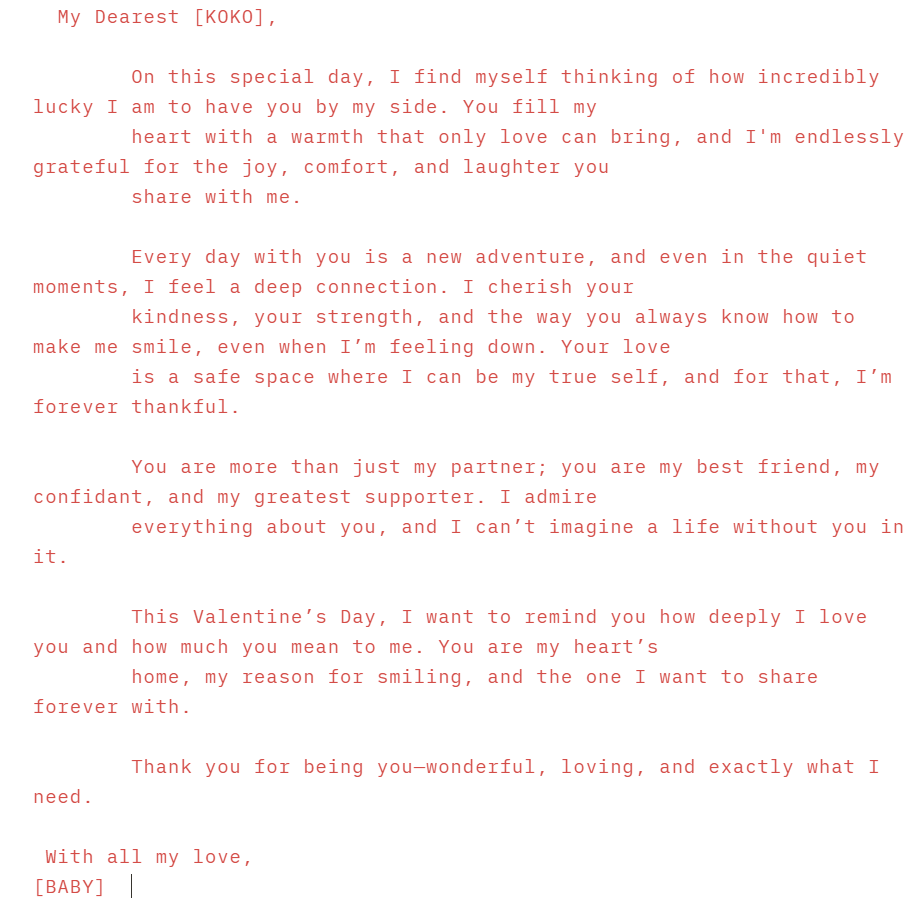 My Dearest [KOKO],
On this special day, I find myself thinking of how incredibly
lucky I am to have you by my side. You fill my
heart with a warmth that only love can bring, and I'm endlessly
grateful for the joy, comfort, and laughter you
share with me.
Every day with you is a new adventure, and even in the quiet
moments, I feel a deep connection. I cherish your
kindness, your strength, and the way you always know how to
make me smile, even when I’m feeling down. Your love
is a safe space where I can be my true self, and for that, I’m
forever thankful.
You are more than just my partner; you are my best friend, my
confidant, and my greatest supporter. I admire
everything about you, and I can’t imagine a life without you in
it.
This Valentine’s Day, I want to remind you how deeply I love
you and how much you mean to me. You are my heart’s
home, my reason for smiling, and the one I want to share
forever with.
Thank you for being you—wonderful, loving, and exactly what I
need.
With all my love,
[BABY]